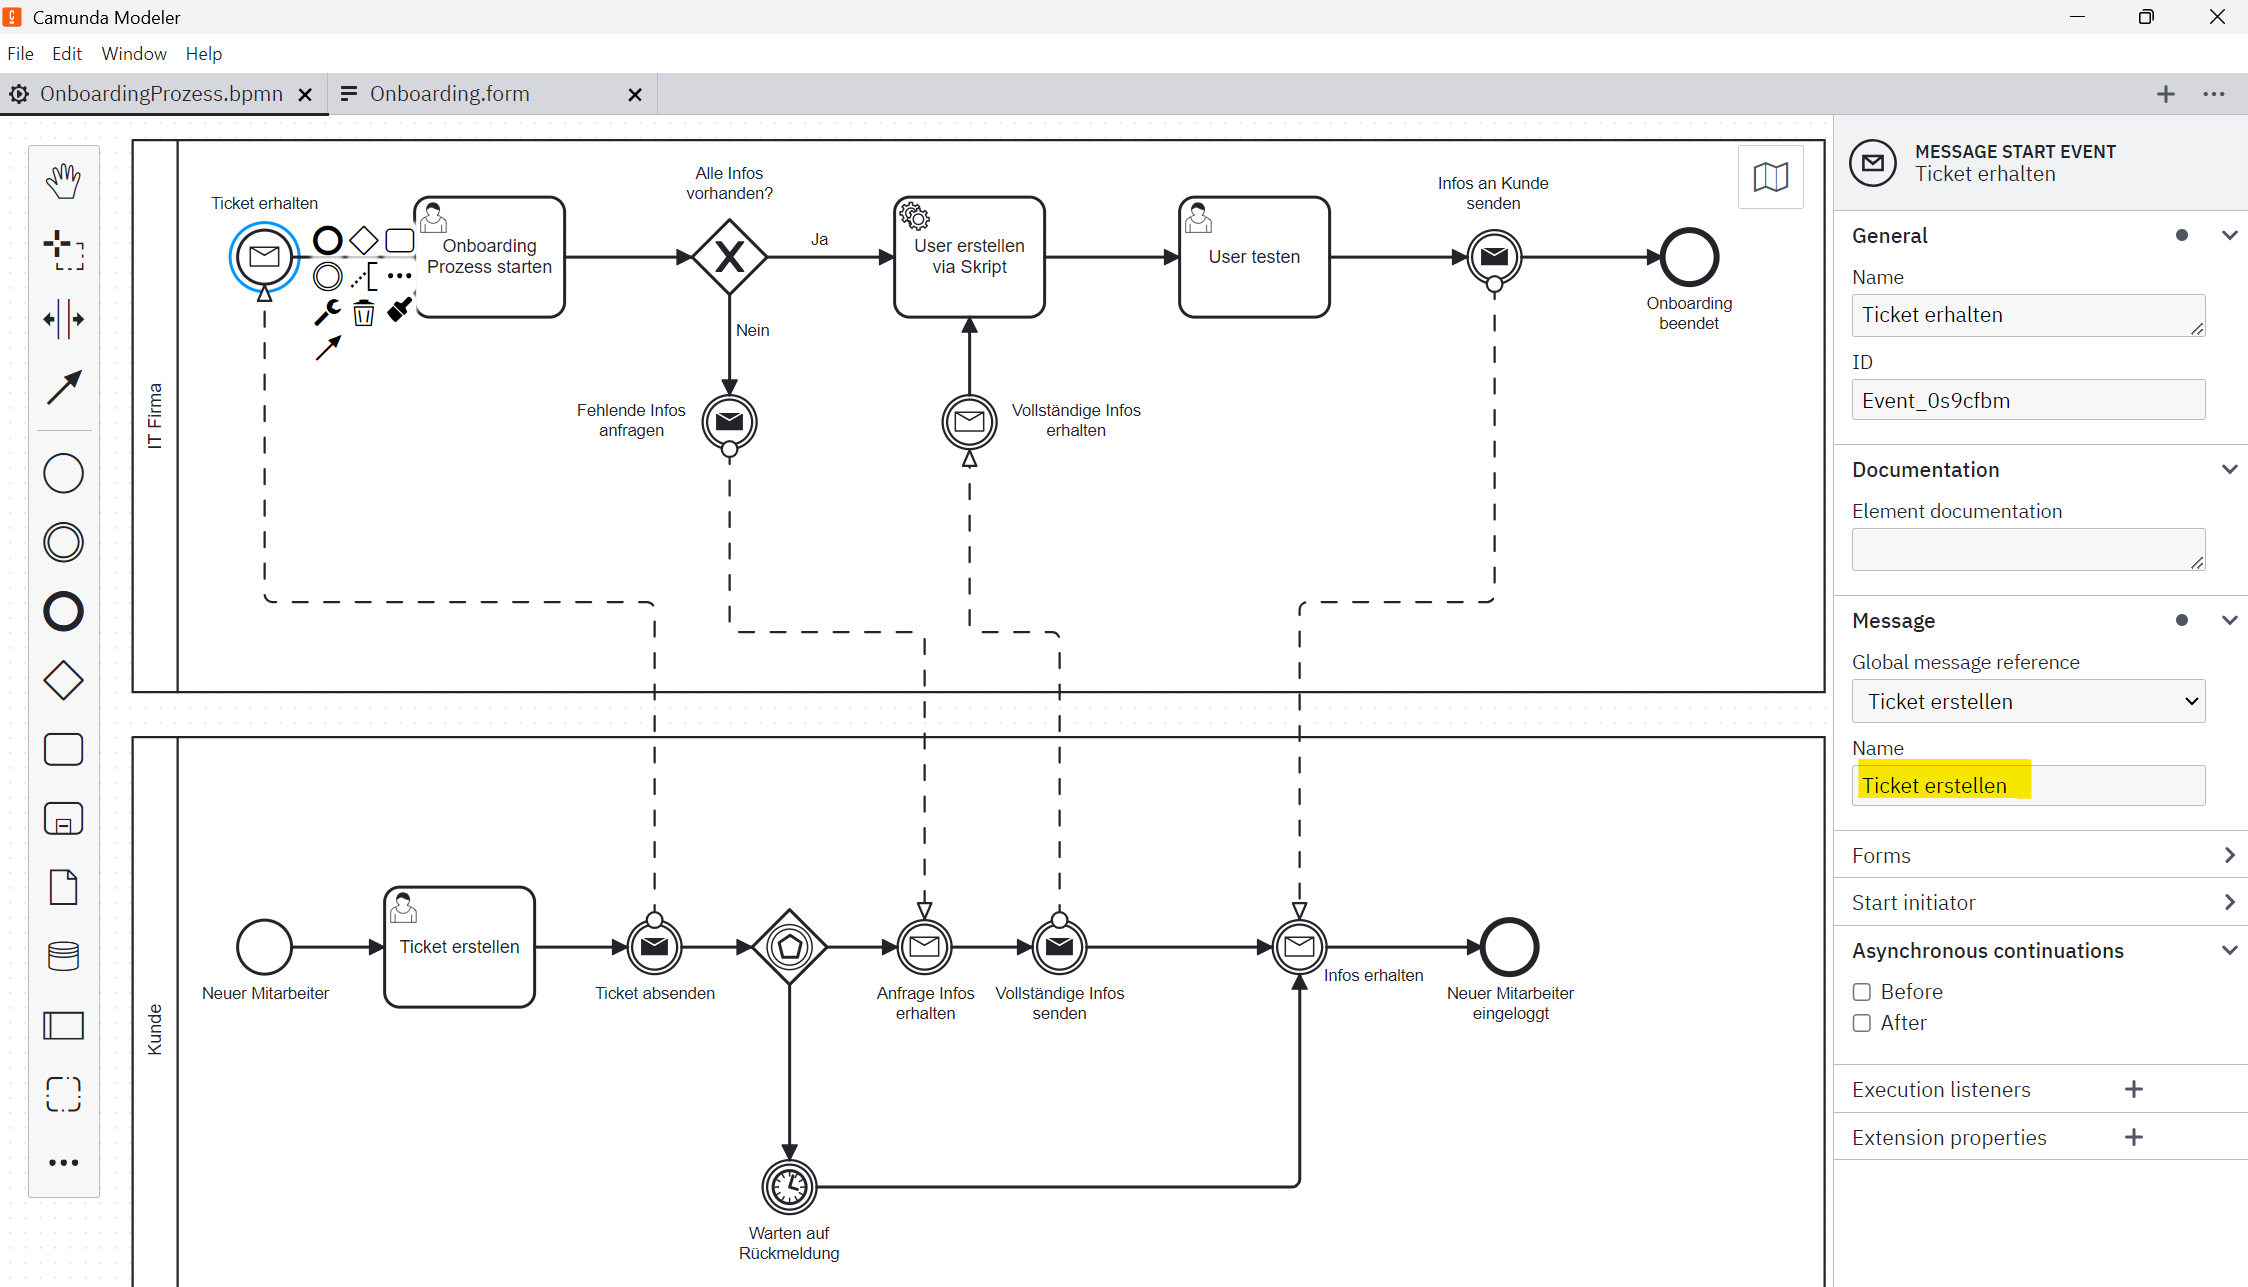 Camunda Modeler
File Edit Window Help
OnboardingProzess.bpmn
Onboarding.form
IT Firma
Ticket erhalten
Onboarding
Prozess starten
Alle Infos
vorhanden?
Ja
Nein
User erstellen
via Skript
User testen
Infos an Kunde
senden
Onboarding
beendet
Fehlende Infos
anfragen
Vollständige Infos
erhalten
Kunde
Neuer Mitarbeiter
Ticket erstellen
Ticket absenden
Anfrage Infos
erhalten
Vollständige Infos
senden
Infos erhalten
Neuer Mitarbeiter
eingeloggt
Warten auf
Rückmeldung
MESSAGE START EVENT
Ticket erhalten
General
Name
Ticket erhalten
ID
Event_0s9cfbm
Documentation
Element documentation
Message
Global message reference
Ticket erstellen
Name
Ticket erstellen
Forms
Start initiator
Asynchronous continuations
Before
After
Execution listeners
Extension properties